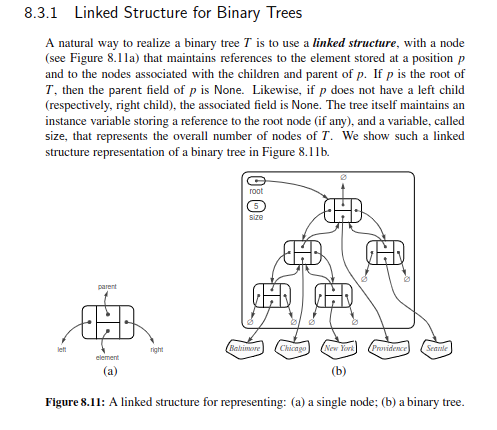 8.3.1 Linked Structure for Binary Trees
A natural way to realize a binary tree T is to use a linked structure, with a node
(see Figure 8.11a) that maintains references to the element stored at a position p
and to the nodes associated with the children and parent of p. If p is the root of
T, then the parent field of p is None. Likewise, if p does not have a left child
(respectively, right child), the associated field is None. The tree itself maintains an
instance variable storing a reference to the root node (if any), and a variable, called
size, that represents the overall number of nodes of T. We show such a linked
structure representation of a binary tree in Figure 8.11b.
∅
root
5
size
∅ ∅
parent
∅ ∅ ∅ ∅
left right
element
Baltimore Chicago New York Providence Seattle
(a) (b)
Figure 8.11: A linked structure for representing: (a) a single node; (b) a binary tree.